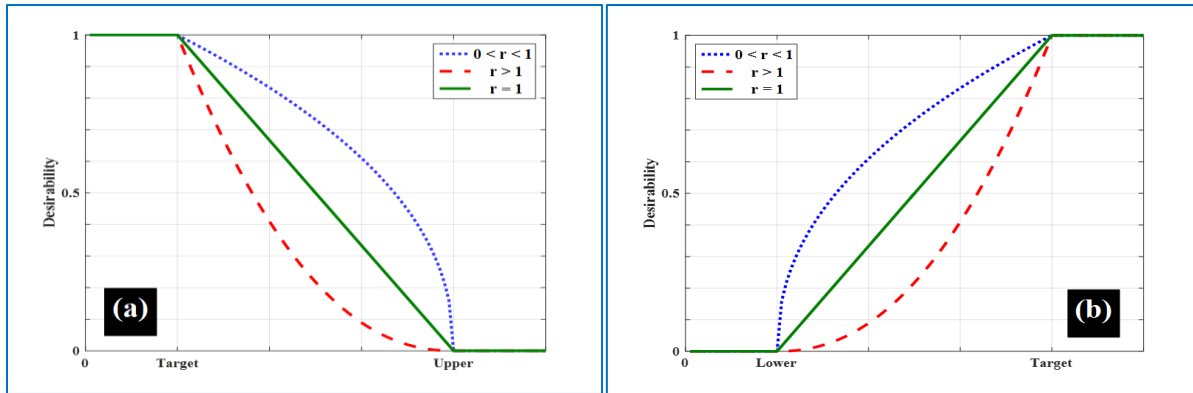 1
0.5
0
Desirability
0 < r < 1
r > 1
r = 1
(a)
0 Target Upper
1
0.5
0
Desirability
0 < r < 1
r > 1
r = 1
(b)
0 Lower Target